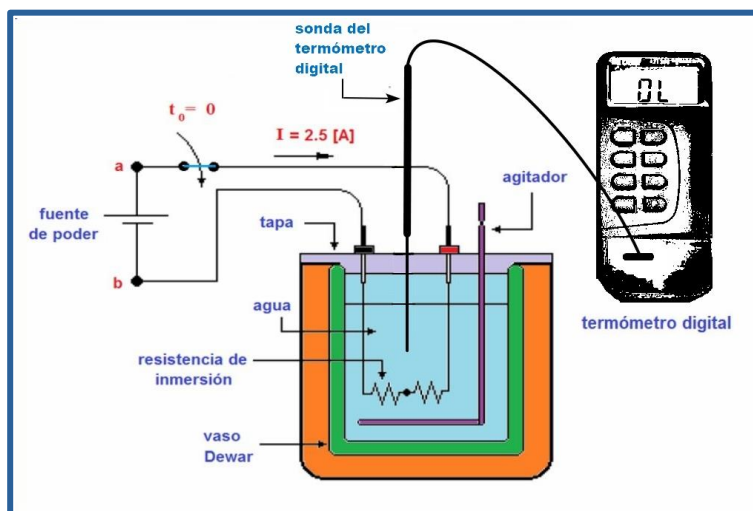 sonda del
termómetro
digital
t₀= 0
I = 2.5 [A]
a
fuente
de poder
b
tapa
agitador
OL
agua
termómetro digital
resistencia de
inmersión
vaso
Dewar